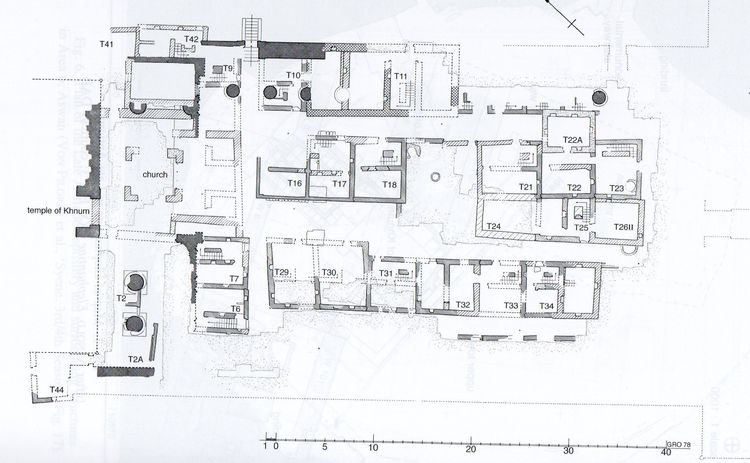 T41
T42
T9
T10
T11
church
T16
T17
T18
T21
T22A
T22
T23
temple of Khnum
T24
T25
T26II
T7
T29
T30
T31
T2
T6
T32
T33
T34
T2A
T44
1 0
5
10
20
30
40
GRO 78